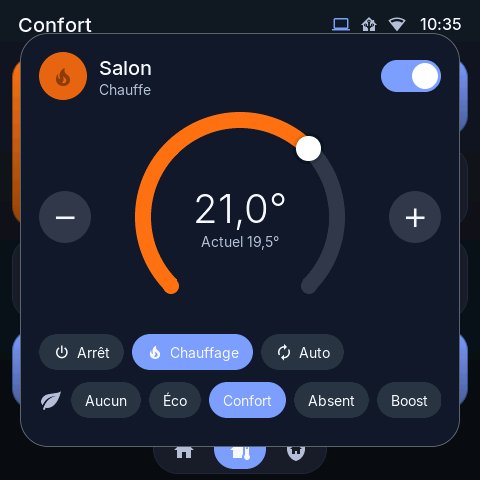 Confort 10:35
Salon
Chauffe
21,0°
Actuel 19,5°
Arrêt Chauffage Auto
Aucun Éco Confort Absent Boost